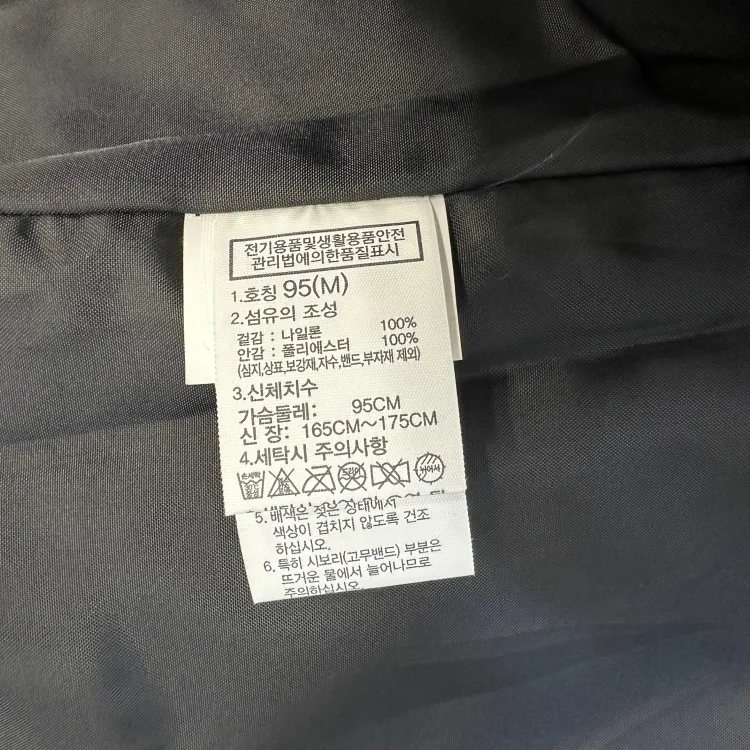 전기용품및생활용품안전
관리법에의한품질표시
1.호칭 95(M)
2.섬유의 조성
겉감 : 나일론 100%
안감 : 폴리에스터 100%
(심지,상표,보강재,자수,밴드,부자재 제외)
3.신체치수
가슴둘레: 95CM
신 장: 165CM~175CM
4.세탁시 주의사항
손세탁 드라이
5. 배색은 젖은 상태에서
색상이 겹치지 않도록 건조
하십시오.
6. 특히 시보리(고무밴드) 부분은
뜨거운 물에서 늘어나므로
주의하십시오.